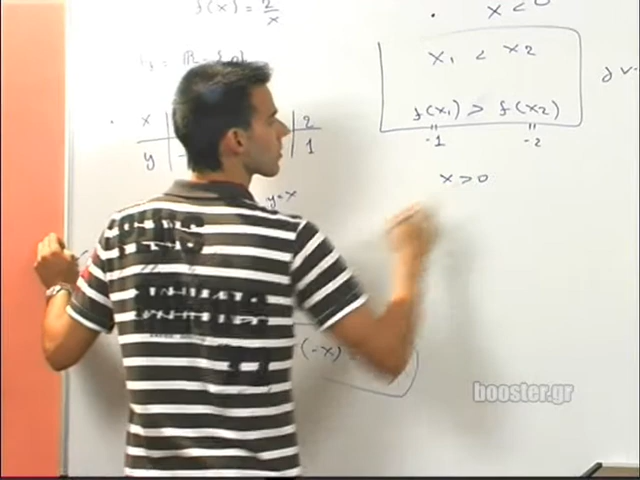 f(x) = 2/x
x < 0
x₁ < x₂
x
2
f(x₁) > f(x₂)
y
1
-1
-2
x > 0
y=x
(-x)
booster.gr